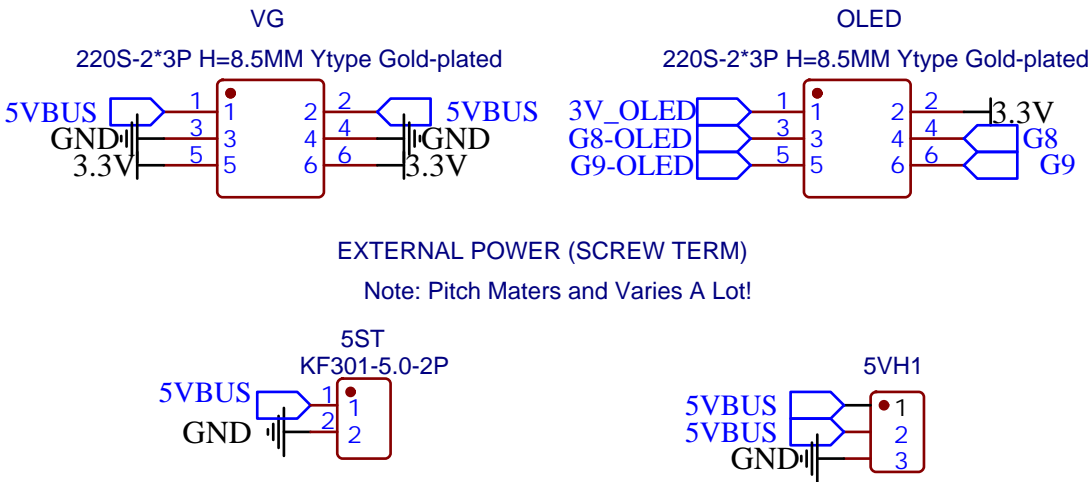 VG
220S-2*3P H=8.5MM Ytype Gold-plated
5VBUS 1 1 2 2 5VBUS
GND 3 3 4 4 GND
3.3V 5 5 6 6 3.3V
OLED
220S-2*3P H=8.5MM Ytype Gold-plated
3V_OLED 1 1 2 2 3.3V
G8-OLED 3 3 4 4 G8
G9-OLED 5 5 6 6 G9
EXTERNAL POWER (SCREW TERM)
Note: Pitch Maters and Varies A Lot!
5ST
KF301-5.0-2P
5VBUS 1 1
GND 2 2
5VH1
5VBUS 1
5VBUS 2
GND 3